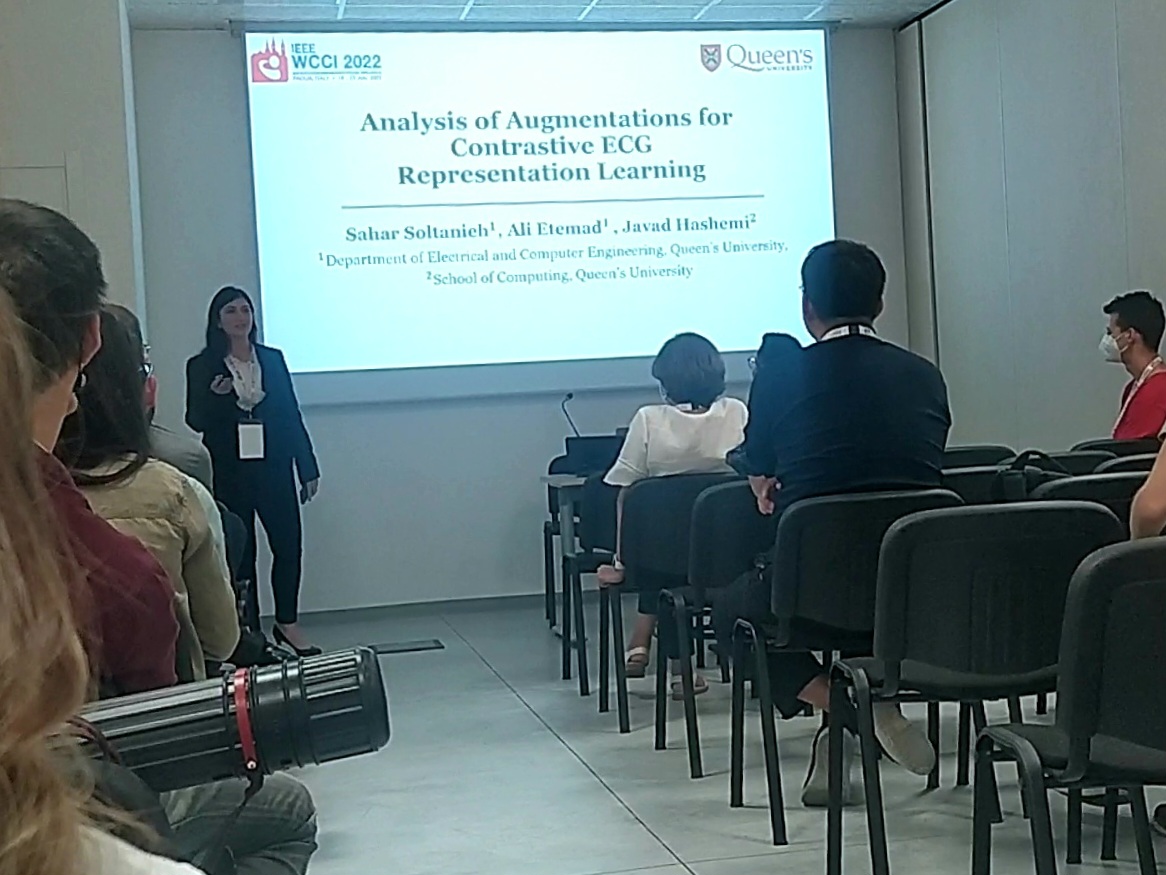 IEEE
WCCI 2022
Queen's
UNIVERSITY
Analysis of Augmentations for
Contrastive ECG
Representation Learning
Sahar Soltanieh¹, Ali Etemad¹ , Javad Hashemi²
¹Department of Electrical and Computer Engineering, Queen's University,
²School of Computing, Queen's University